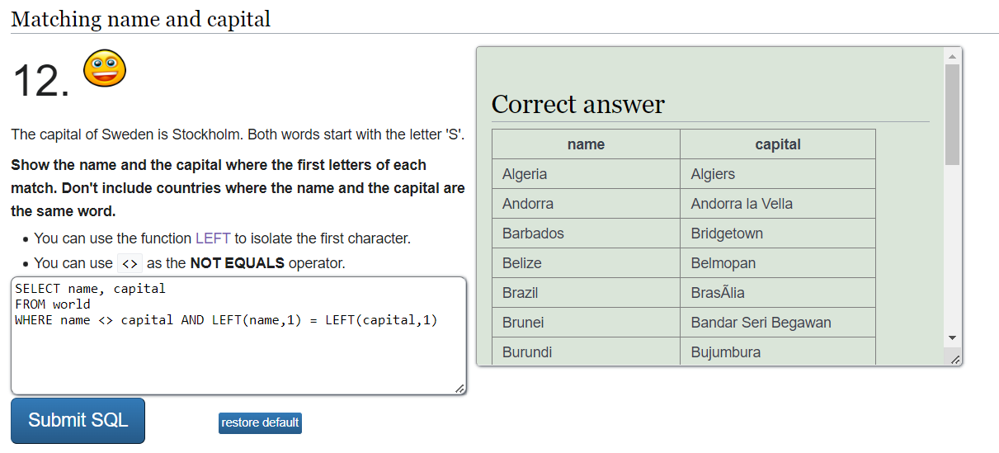 Matching name and capital
12.
The capital of Sweden is Stockholm. Both words start with the letter 'S'.
Show the name and the capital where the first letters of each
match. Don't include countries where the name and the capital are
the same word.
• You can use the function LEFT to isolate the first character.
• You can use <> as the NOT EQUALS operator.
SELECT name, capital
FROM world
WHERE name <> capital AND LEFT(name,1) = LEFT(capital,1)
Submit SQL
restore default
Correct answer
name capital
Algeria Algiers
Andorra Andorra la Vella
Barbados Bridgetown
Belize Belmopan
Brazil BrasÃlia
Brunei Bandar Seri Begawan
Burundi Bujumbura